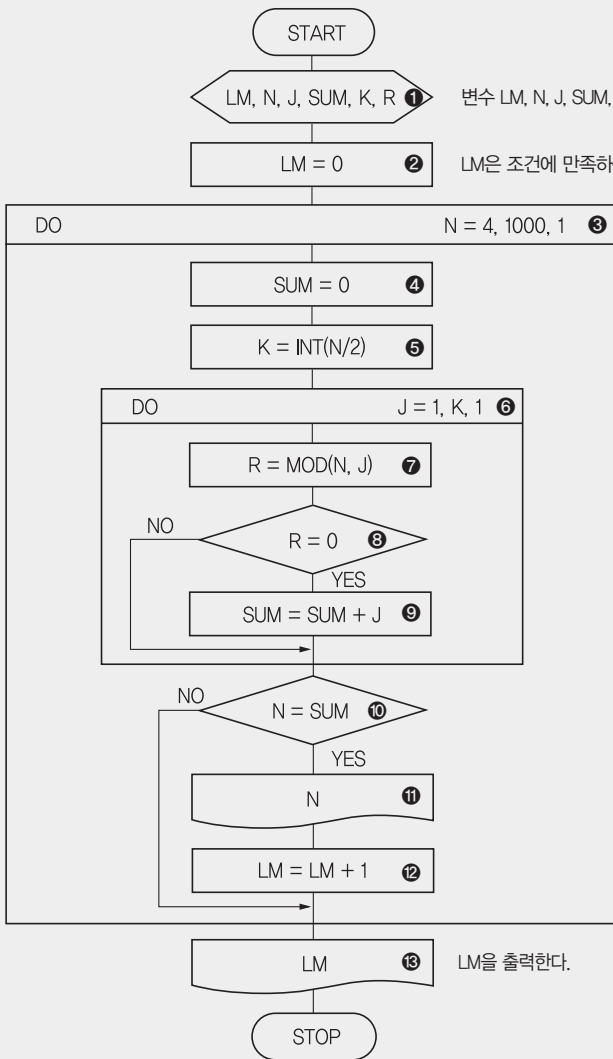 START
LM, N, J, SUM, K, R ❶ 변수 LM, N, J, SUM,
LM = 0 ❷ LM은 조건에 만족하
DO N = 4, 1000, 1 ❸
SUM = 0 ❹
K = INT(N/2) ❺
DO J = 1, K, 1 ❻
R = MOD(N, J) ❼
NO
R = 0 ❽
YES
SUM = SUM + J ❾
NO
N = SUM ❿
YES
N ⓫
LM = LM + 1 ⓬
LM ⓭ LM을 출력한다.
STOP